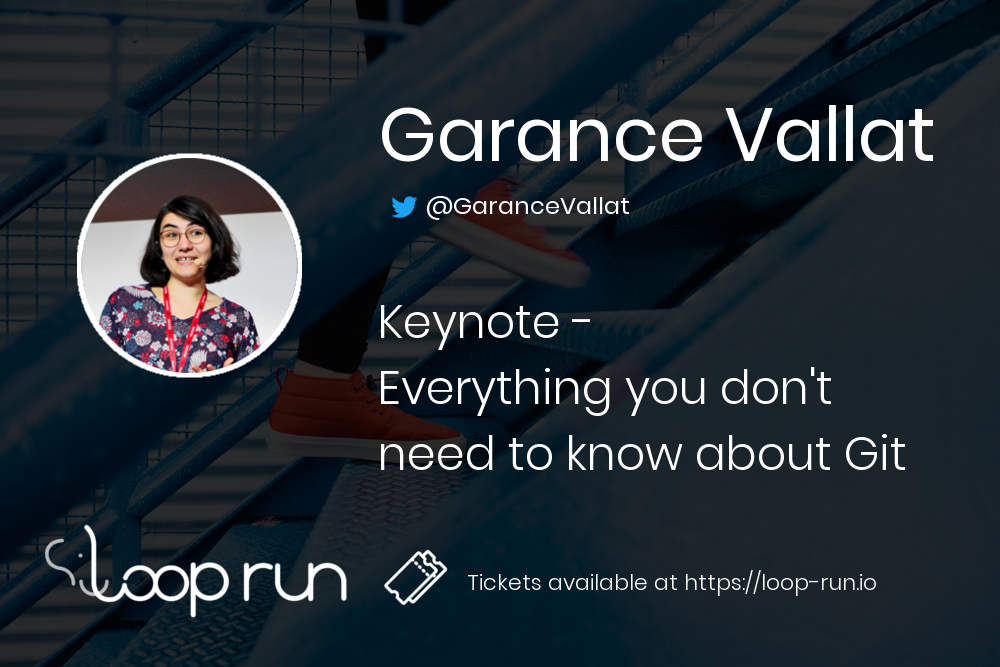 Garance Vallat
@GaranceVallat
Keynote -
Everything you don't
need to know about Git
loop run
Tickets available at https://loop-run.io